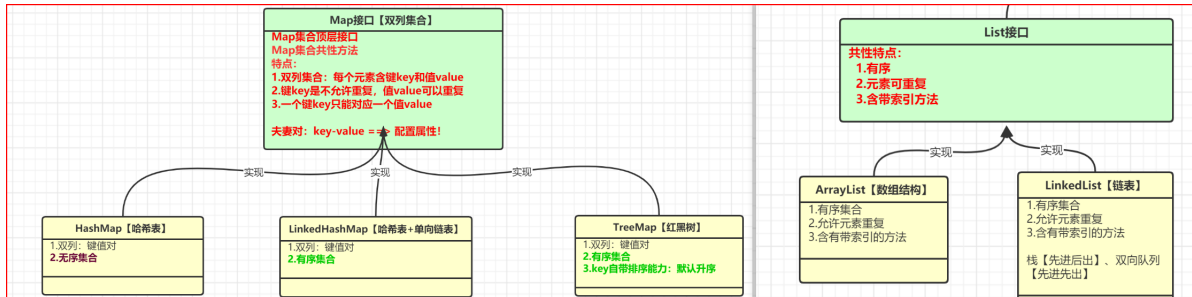 Map接口【双列集合】
Map集合顶层接口
Map集合共性方法
特点：
1.双列集合：每个元素含键key和值value
2.键key是不允许重复，值value可以重复
3.一个键key只能对应一个值value
夫妻对：key-value ==> 配置属性！
实现
实现
实现
HashMap【哈希表】
1.双列：键值对
2.无序集合
LinkedHashMap【哈希表+单向链表】
1.双列：键值对
2.有序集合
TreeMap【红黑树】
1.双列：键值对
2.有序集合
3.key自带排序能力：默认升序
List接口
共性特点：
1.有序
2.元素可重复
3.含带索引方法
实现
实现
ArrayList【数组结构】
1.有序集合
2.允许元素重复
3.含有带索引的方法
LinkedList【链表】
1.有序集合
2.允许元素重复
3.含有带索引的方法
栈【先进后出】、双向队列
【先进先出】